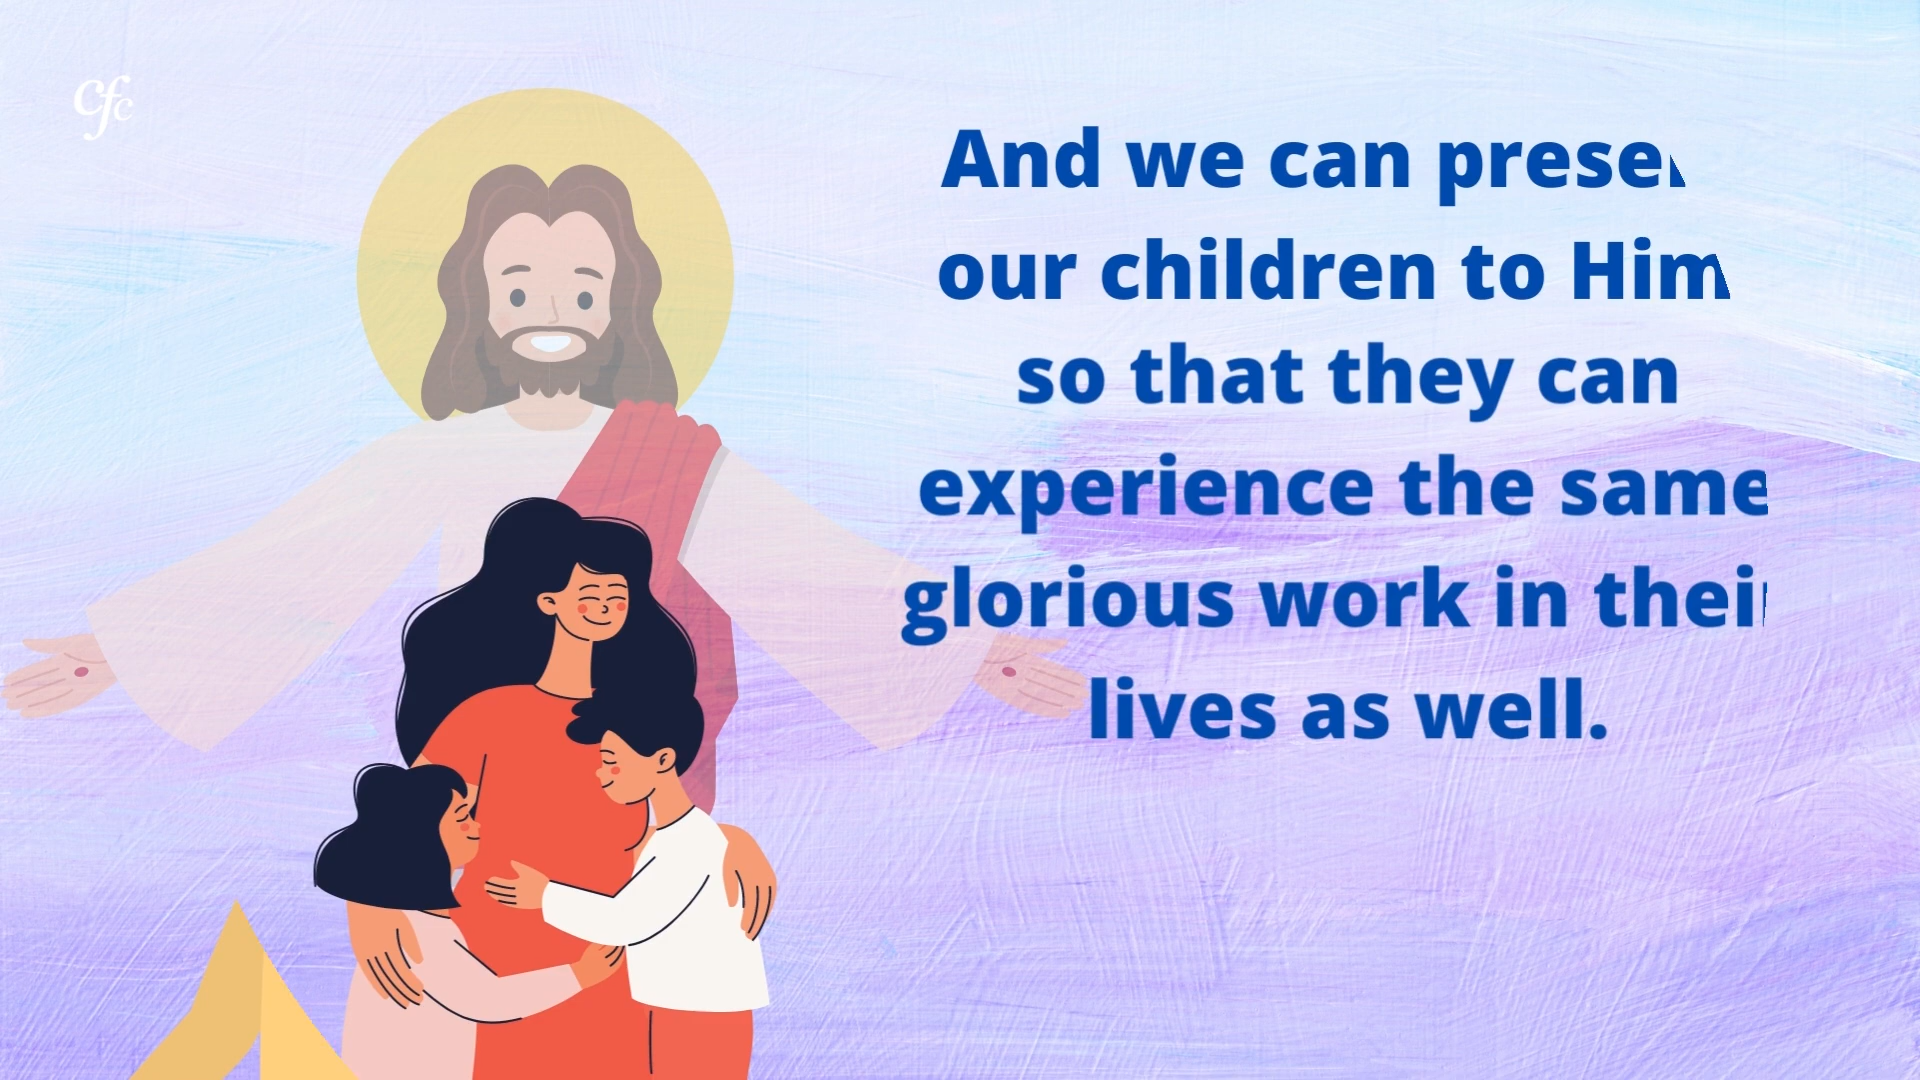 cfc
And we can prese
our children to Him
so that they can
experience the same
glorious work in their
lives as well.